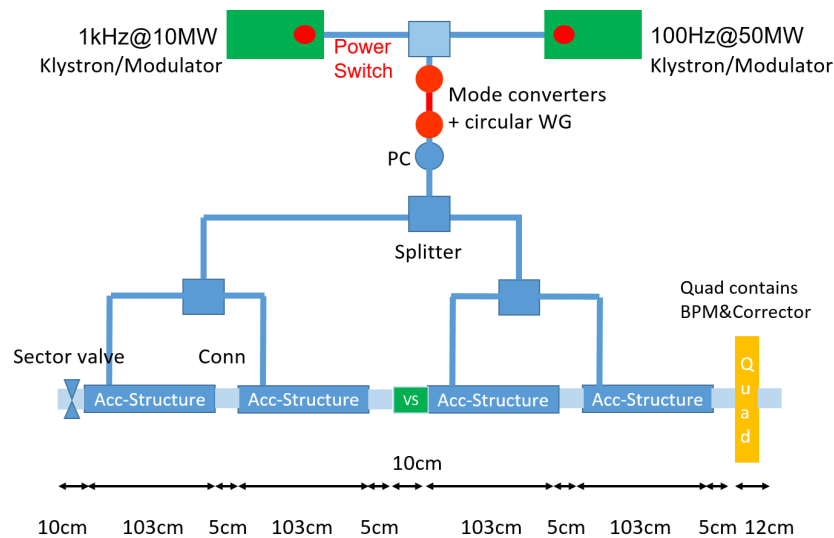 1kHz@10MW
Klystron/Modulator
Power
Switch
100Hz@50MW
Klystron/Modulator
Mode converters
+ circular WG
PC
Splitter
Quad contains
BPM&Corrector
Sector valve
Conn
Acc-Structure
Acc-Structure
VS
Acc-Structure
Acc-Structure
Quad
10cm
10cm
103cm
5cm
103cm
5cm
103cm
5cm
103cm
5cm
12cm